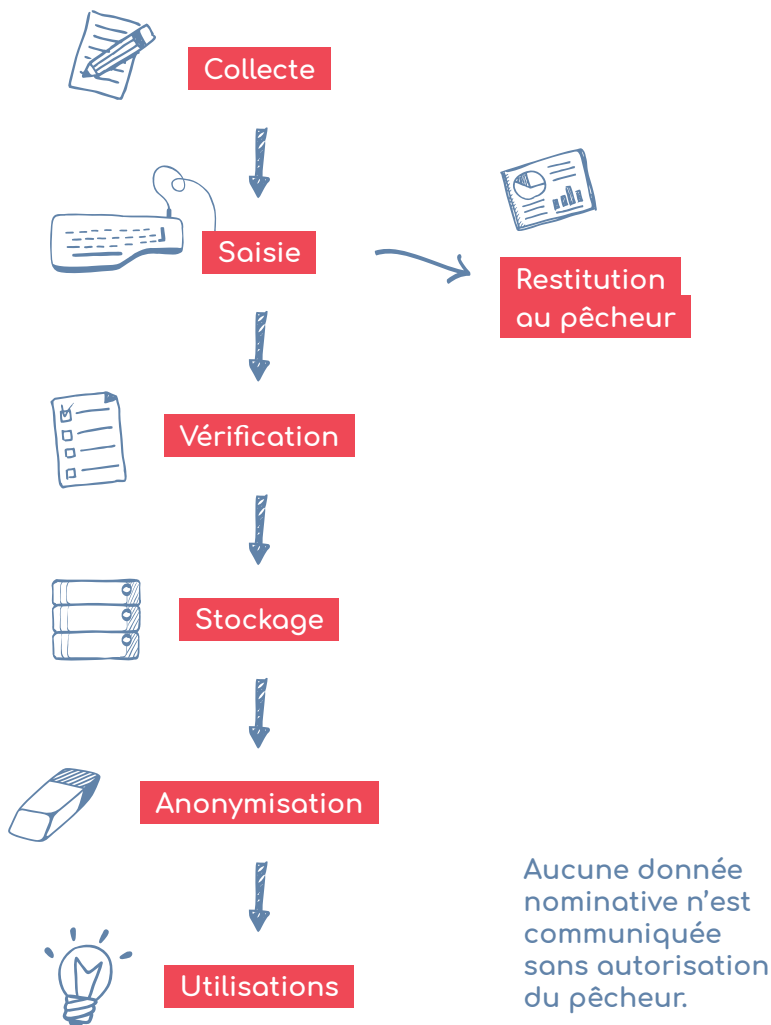 Collecte
Saisie
Restitution
au pêcheur
Vérification
Stockage
Anonymisation
Utilisations
Aucune donnée
nominative n’est
communiquée
sans autorisation
du pêcheur.